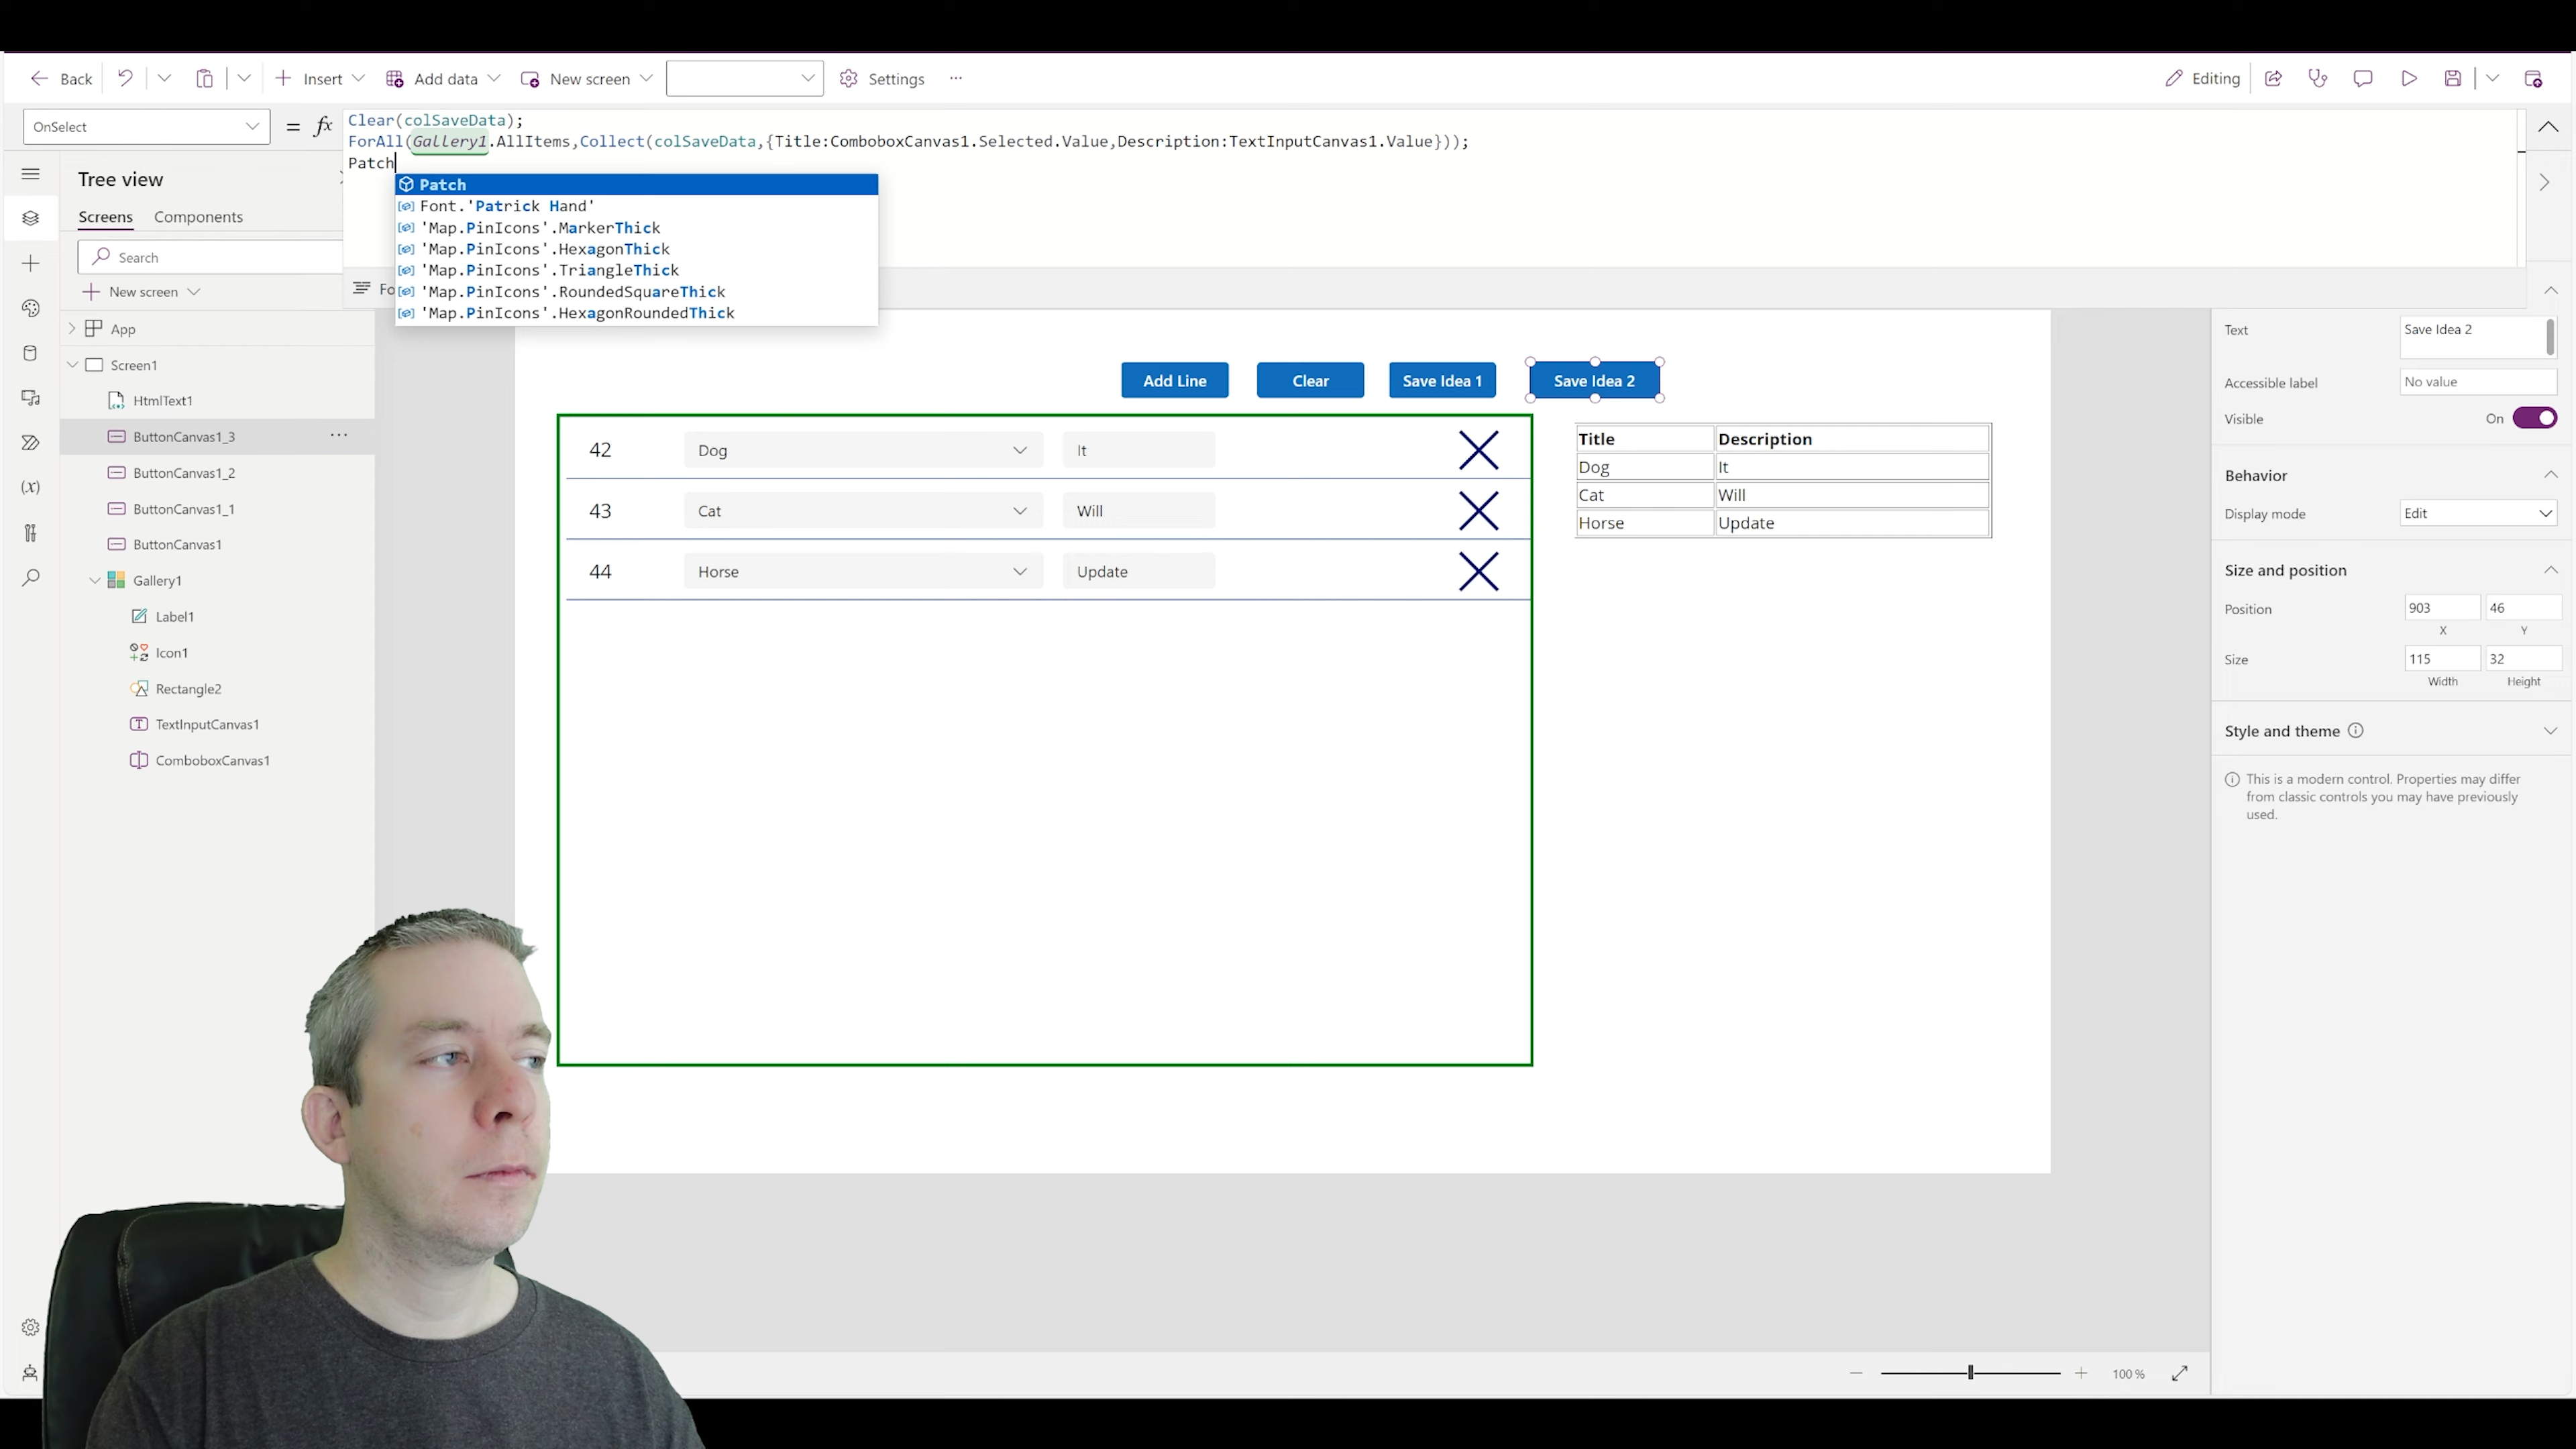 Back
Insert
Add data
New screen
Settings
...
Editing
OnSelect
= fx
Clear(colSaveData);
ForAll(Gallery1.AllItems,Collect(colSaveData,{Title:ComboboxCanvas1.Selected.Value,Description:TextInputCanvas1.Value}));
Patch
Patch
Font.'Patrick Hand'
'Map.PinIcons'.MarkerThick
'Map.PinIcons'.HexagonThick
'Map.PinIcons'.TriangleThick
'Map.PinIcons'.RoundedSquareThick
'Map.PinIcons'.HexagonRoundedThick
Tree view
Screens Components
Search
New screen
App
Screen1
HtmlText1
ButtonCanvas1_3 ...
ButtonCanvas1_2
ButtonCanvas1_1
ButtonCanvas1
Gallery1
Label1
Icon1
Rectangle2
TextInputCanvas1
ComboboxCanvas1
Add Line
Clear
Save Idea 1
Save Idea 2
42 Dog It
43 Cat Will
44 Horse Update
Title Description
Dog It
Cat Will
Horse Update
Text Save Idea 2
Accessible label No value
Visible On
Behavior
Display mode Edit
Size and position
Position 903 46
X Y
Size 115 32
Width Height
Style and theme
This is a modern control. Properties may differ
from classic controls you may have previously
used.
100 %